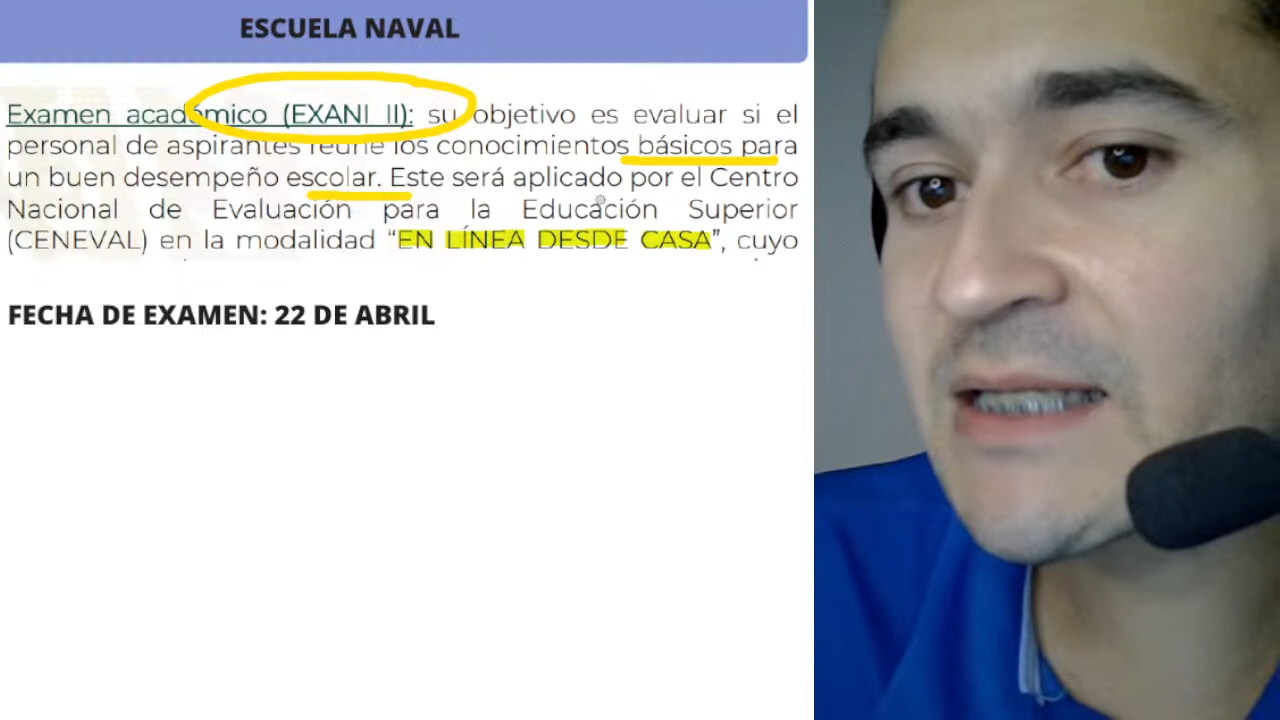 ESCUELA NAVAL
Examen académico (EXANI II): su objetivo es evaluar si el
personal de aspirantes reúne los conocimientos básicos para
un buen desempeño escolar. Este será aplicado por el Centro
Nacional de Evaluación para la Educación Superior
(CENEVAL) en la modalidad “EN LÍNEA DESDE CASA”, cuyo
FECHA DE EXAMEN: 22 DE ABRIL